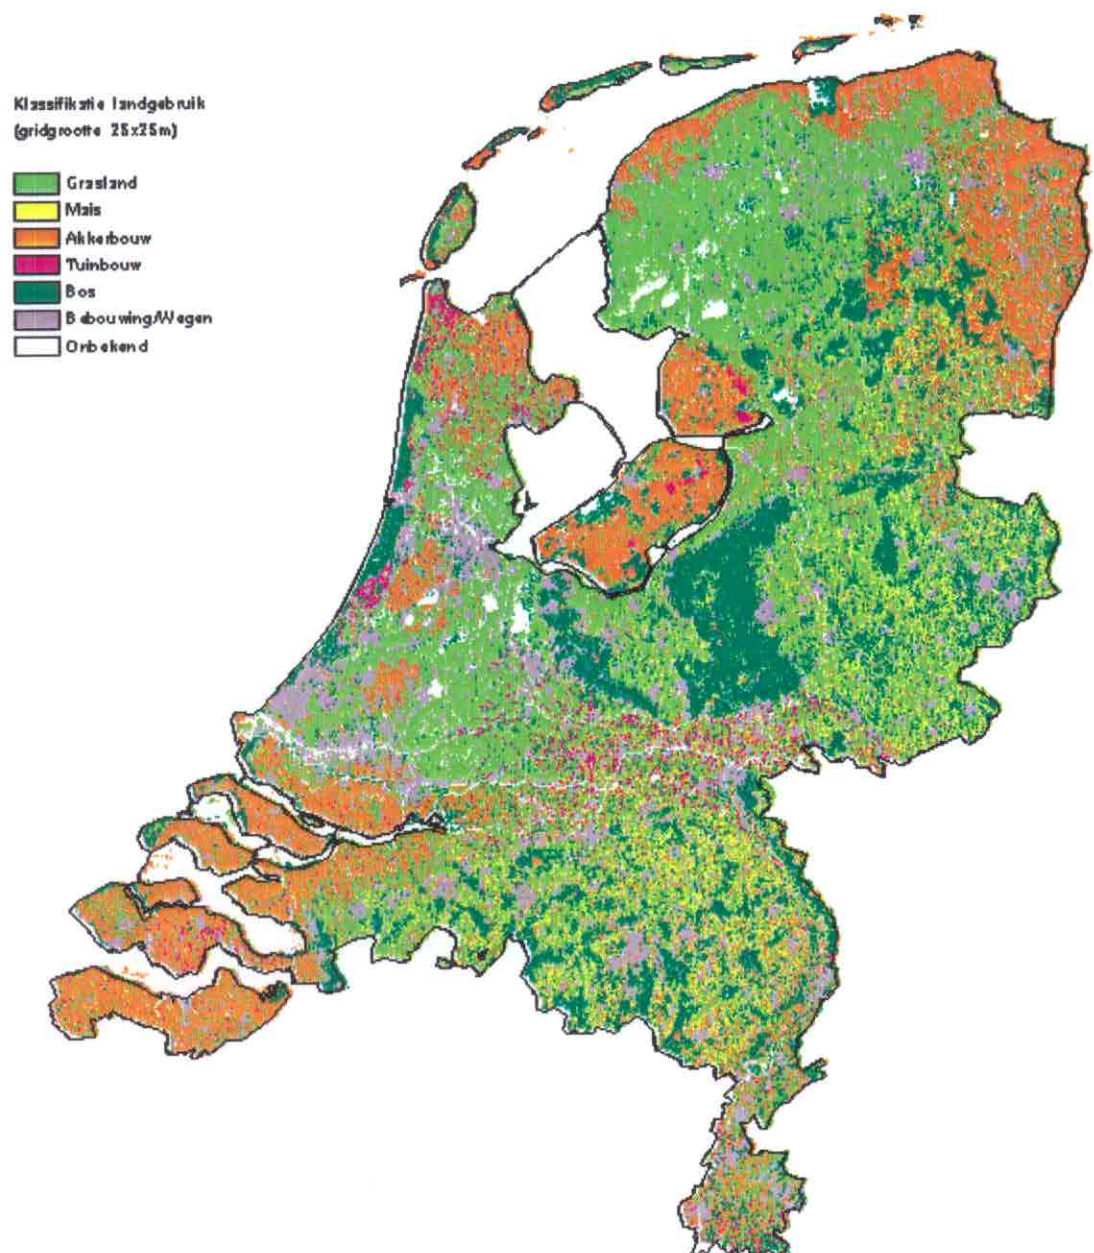 Klassifikatie landgebruik
(gridgrootte 25x25m)
Grasland
Mais
Akkerbouw
Tuinbouw
Bos
Bebouwing/Wegen
Onbekend